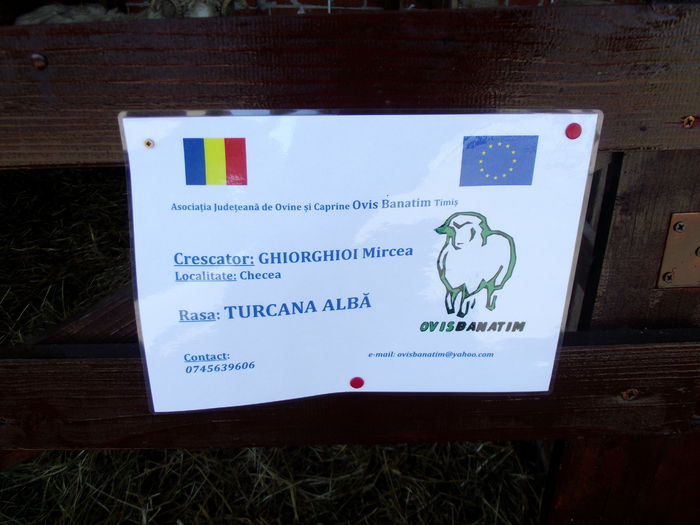 Asociația Județeană de Ovine și Caprine Ovis Banatim Timiș
Crescator: GHIORGHIOI Mircea
Localitate: Checea
Rasa: TURCANA ALBĂ
OVISBANATIM
Contact:
0745639606
e-mail: ovisbanatim@yahoo.com